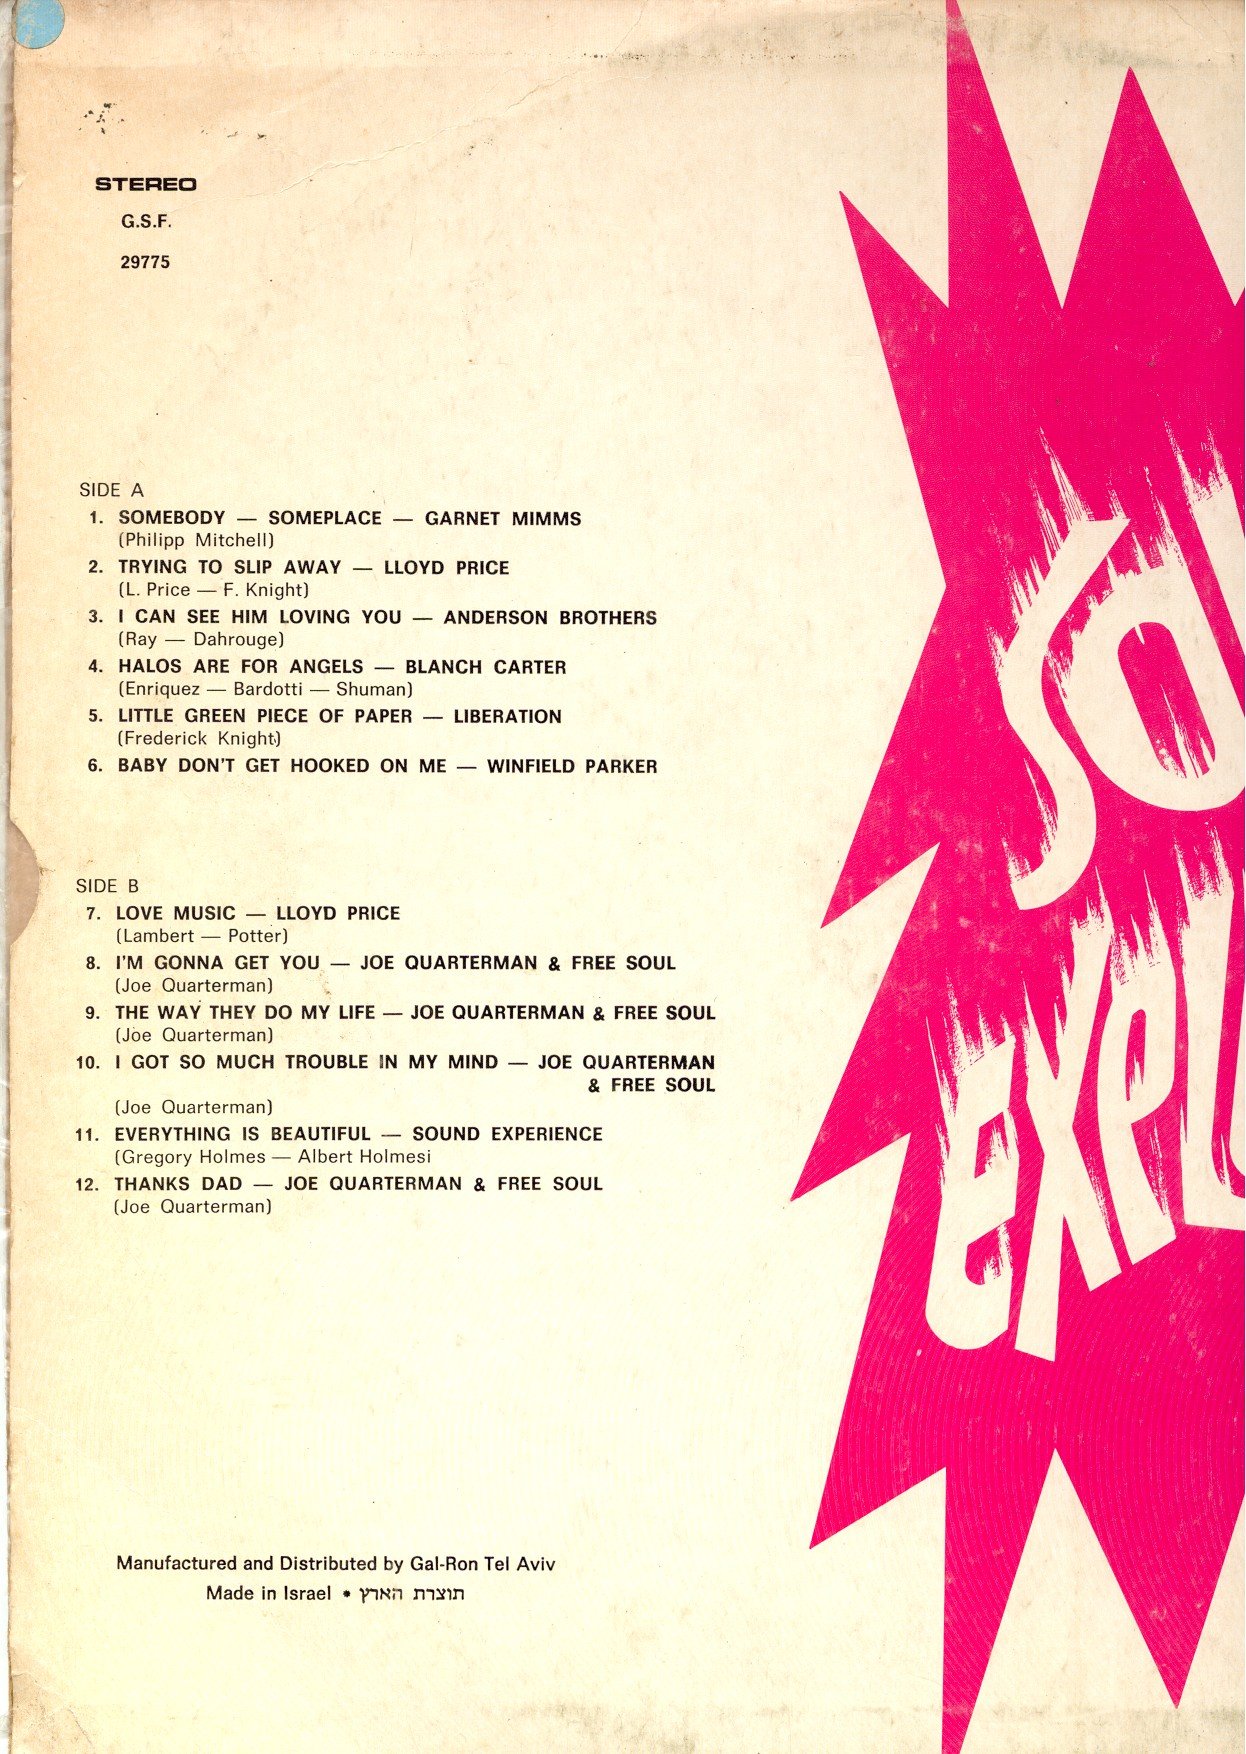 STEREO
G.S.F.
29775
SIDE A
1. SOMEBODY — SOMEPLACE — GARNET MIMMS
(Philipp Mitchell)
2. TRYING TO SLIP AWAY — LLOYD PRICE
(L. Price — F. Knight)
3. I CAN SEE HIM LOVING YOU — ANDERSON BROTHERS
(Ray — Dahrouge)
4. HALOS ARE FOR ANGELS — BLANCH CARTER
(Enriquez — Bardotti — Shuman)
5. LITTLE GREEN PIECE OF PAPER — LIBERATION
(Frederick Knight)
6. BABY DON'T GET HOOKED ON ME — WINFIELD PARKER
SIDE B
7. LOVE MUSIC — LLOYD PRICE
(Lambert — Potter)
8. I'M GONNA GET YOU — JOE QUARTERMAN & FREE SOUL
(Joe Quarterman)
9. THE WAY THEY DO MY LIFE — JOE QUARTERMAN & FREE SOUL
(Joe Quarterman)
10. I GOT SO MUCH TROUBLE IN MY MIND — JOE QUARTERMAN
& FREE SOUL
(Joe Quarterman)
11. EVERYTHING IS BEAUTIFUL — SOUND EXPERIENCE
(Gregory Holmes — Albert Holmesi
12. THANKS DAD — JOE QUARTERMAN & FREE SOUL
(Joe Quarterman)
Manufactured and Distributed by Gal-Ron Tel Aviv
Made in Israel * תוצרת הארץ